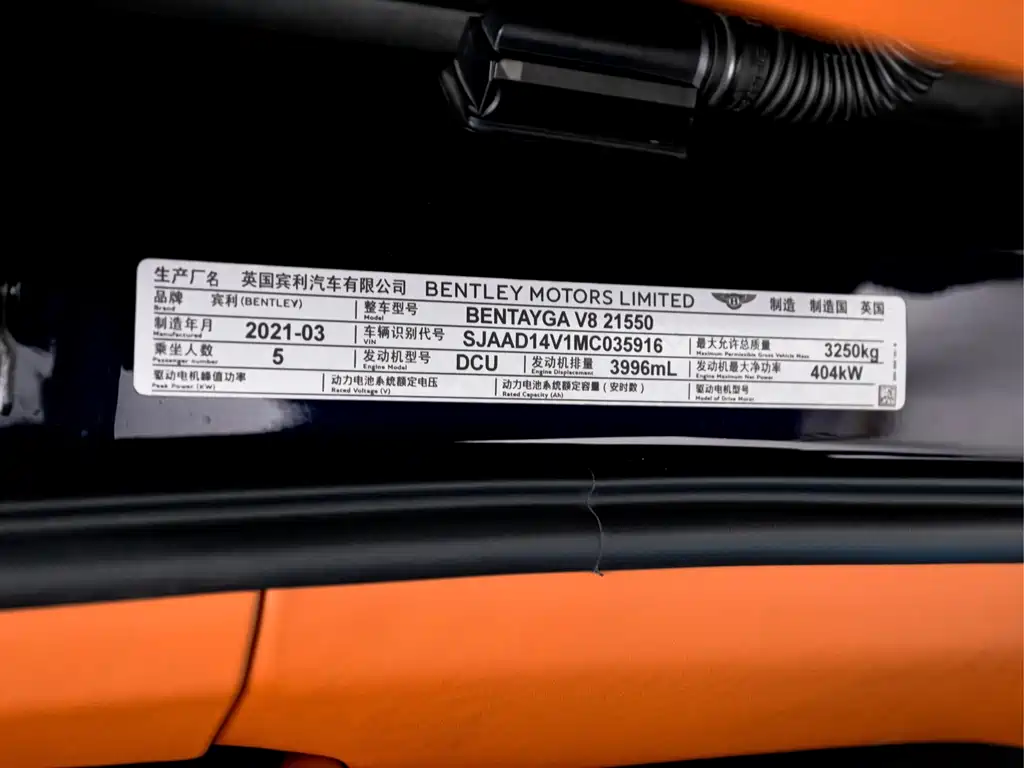 生产厂名 英国宾利汽车有限公司 BENTLEY MOTORS LIMITED B 制造 制造国 英国
品牌 Brand 宾利(BENTLEY) 整车型号 Model BENTAYGA V8 21550
制造年月 Manufactured 2021-03 车辆识别代号 VIN SJAAD14V1MC035916 最大允许总质量 Maximum Permissible Gross Vehicle Mass 3250kg
乘坐人数 Passenger number 5 发动机型号 Engine Model DCU 发动机排量 Engine Displacement 3996mL 发动机最大净功率 Engine Maximum Net Power 404kW
驱动电机峰值功率 Peak Power (KW) 动力电池系统额定电压 Rated Voltage (V) 动力电池系统额定容量(安时数) Rated Capacity (Ah) 驱动电机型号 Model of Drive Motor